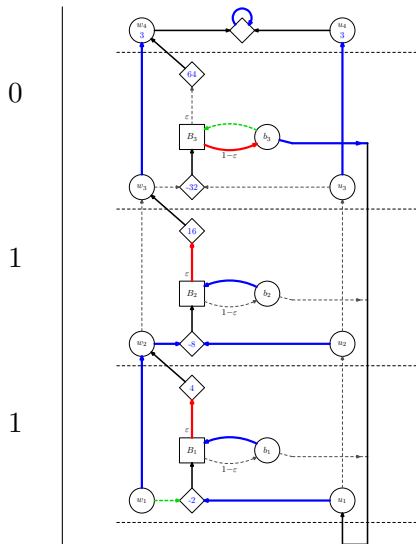 w₄ u₄
3 3
64
0
ε
B₃ b₃
1−ε
w₃ -32 u₃
16
1
ε
B₂ b₂
1−ε
w₂ -8 u₂
4
1
ε
B₁ b₁
1−ε
w₁ -2 u₁